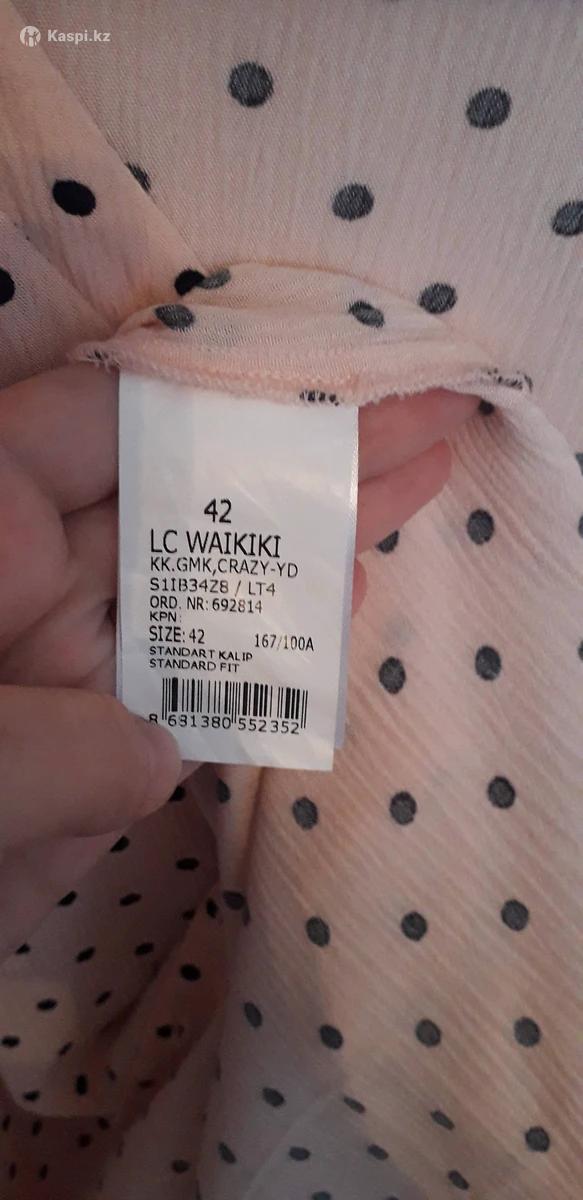 Kaspi.kz
42
LC WAIKIKI
KK.GMK,CRAZY-YD
S1IB34Z8 / LT4
ORD. NR: 692814
KPN:
SIZE: 42 167/100A
STANDART KALIP
STANDARD FIT
8 681380 552352